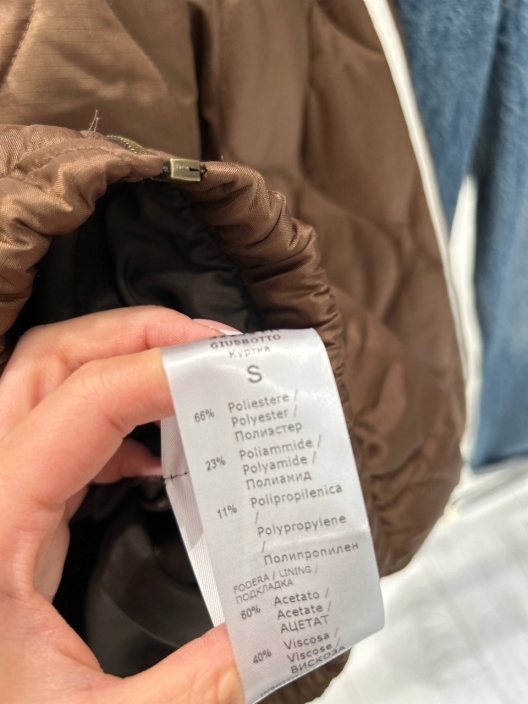 GIUBBOTTO
Куртка
S
66% Poliestere /
Polyester /
Полиэстер
23% Poliammide /
Polyamide /
Полиамид
11% Polipropilenica
/
Polypropylene
/
Полипропилен
FODERA / LINING /
ПОДКЛАДКА
60% Acetato /
Acetate /
АЦЕТАТ
40% Viscosa /
Viscose /
ВИСКОЗА